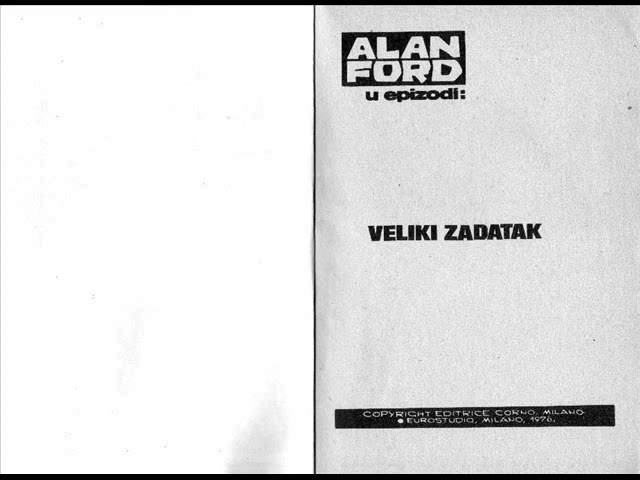 ALAN
FORD
u epizodi:
VELIKI ZADATAK
COPYRIGHT EDITRICE CORNO, MILANO
● EUROSTUDIO, MILANO, 1976.